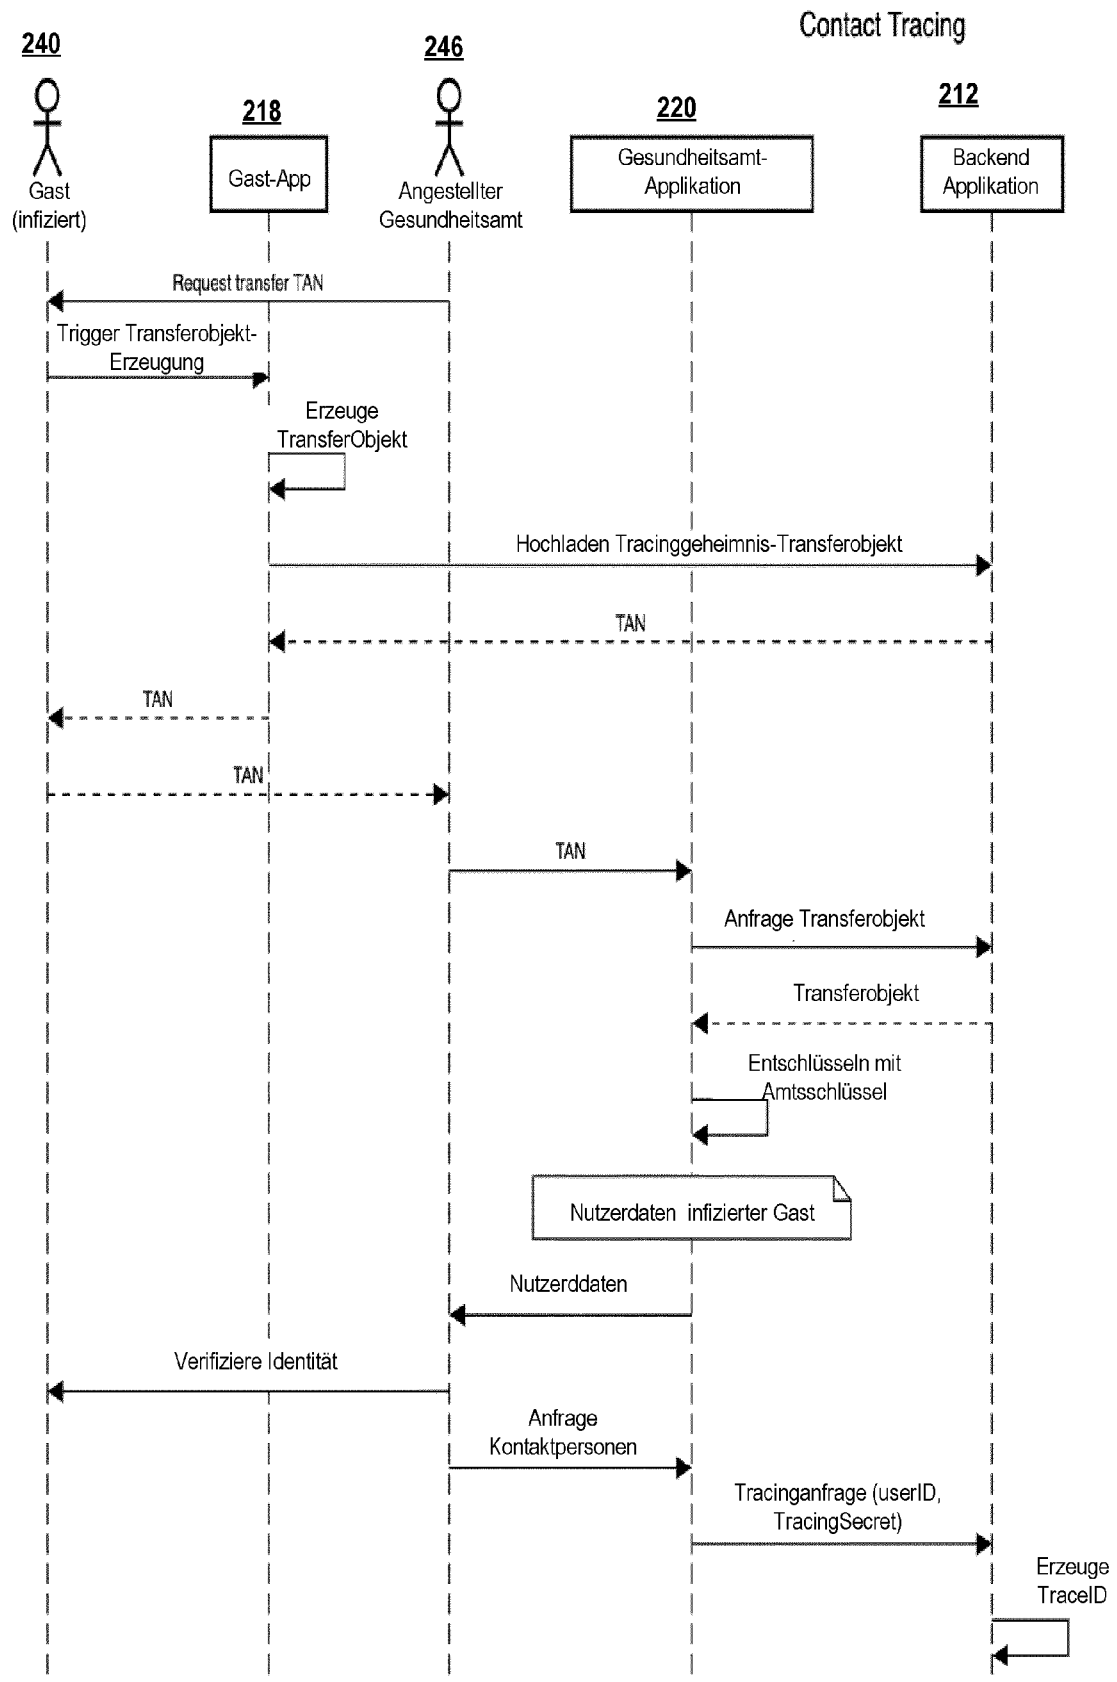 Contact Tracing
240
246
218
220
212
Gast
(infiziert)
Gast-App
Angestellter
Gesundheitsamt
Gesundheitsamt-
Applikation
Backend
Applikation
Request transfer TAN
Trigger Transferobjekt-
Erzeugung
Erzeuge
TransferObjekt
Hochladen Tracinggeheimnis-Transferobjekt
TAN
TAN
TAN
TAN
Anfrage Transferobjekt
Transferobjekt
Entschlüsseln mit
Amtsschlüssel
Nutzerdaten infizierter Gast
Nutzerddaten
Verifiziere Identität
Anfrage
Kontaktpersonen
Tracinganfrage (userID,
TracingSecret)
Erzeuge
TraceID